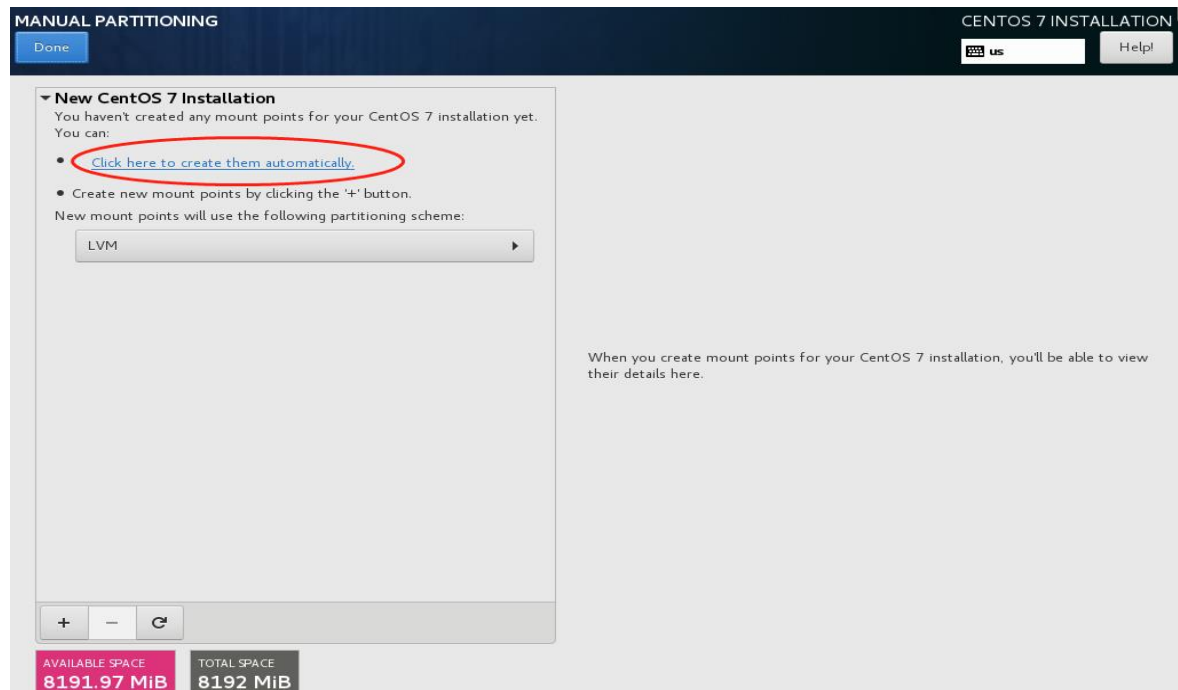 MANUAL PARTITIONING
CENTOS 7 INSTALLATION
Done
us
Help!
New CentOS 7 Installation
You haven't created any mount points for your CentOS 7 installation yet.
You can:
Click here to create them automatically.
Create new mount points by clicking the '+' button.
New mount points will use the following partitioning scheme:
LVM
When you create mount points for your CentOS 7 installation, you'll be able to view
their details here.
+ −
AVAILABLE SPACE
8191.97 MiB
TOTAL SPACE
8192 MiB